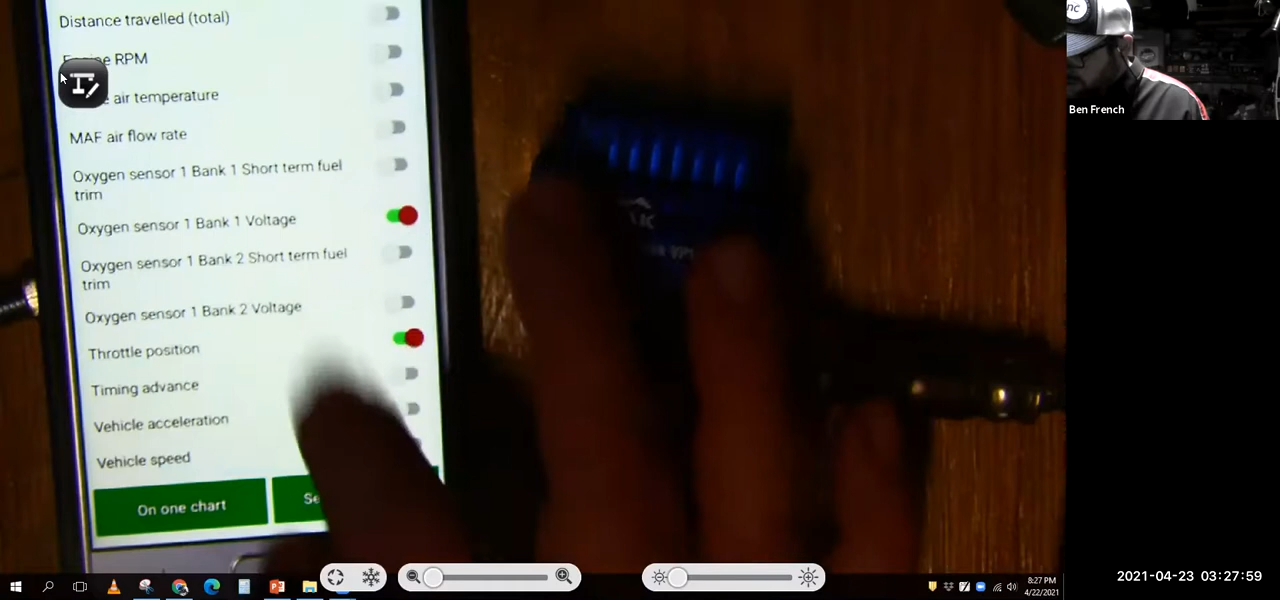 Distance travelled (total)
RPM
air temperature
MAF air flow rate
Oxygen sensor 1 Bank 1 Short term fuel
trim
Oxygen sensor 1 Bank 1 Voltage
Oxygen sensor 1 Bank 2 Short term fuel
trim
Oxygen sensor 1 Bank 2 Voltage
Throttle position
Timing advance
Vehicle acceleration
Vehicle speed
On one chart
Se
Ben French
2021-04-23 03:27:59
8:27 PM
4/22/2021